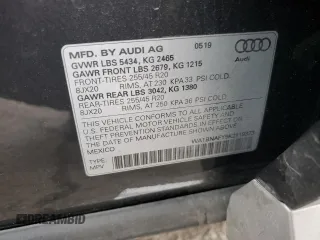 MFD. BY AUDI AG 05/19
GVWR LBS 5434, KG 2465
GAWR FRONT LBS 2679, KG 1215
FRONT-TIRES 255/45 R20
8JX20 RIMS, AT 230 KPA 33 PSI COLD.
GAWR REAR LBS 3042, KG 1380
REAR-TIRES 255/45 R20
8JX20 RIMS, AT 250 KPA 36 PSI COLD.
THIS VEHICLE CONFORMS TO ALL APPLICABLE
U.S. FEDERAL MOTOR VEHICLE SAFETY AND
THEFT PREVENTION STANDARDS IN EFFECT ON THE
DATE OF MANUFACTURE SHOWN ABOVE.
MEXICO
TYPE:
MPV
Audi